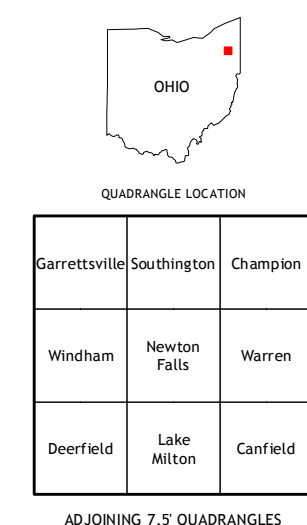 OHIO
QUADRANGLE LOCATION
Garrettsville Southington Champion
Windham Newton Falls Warren
Deerfield Lake Milton Canfield
ADJOINING 7.5' QUADRANGLES